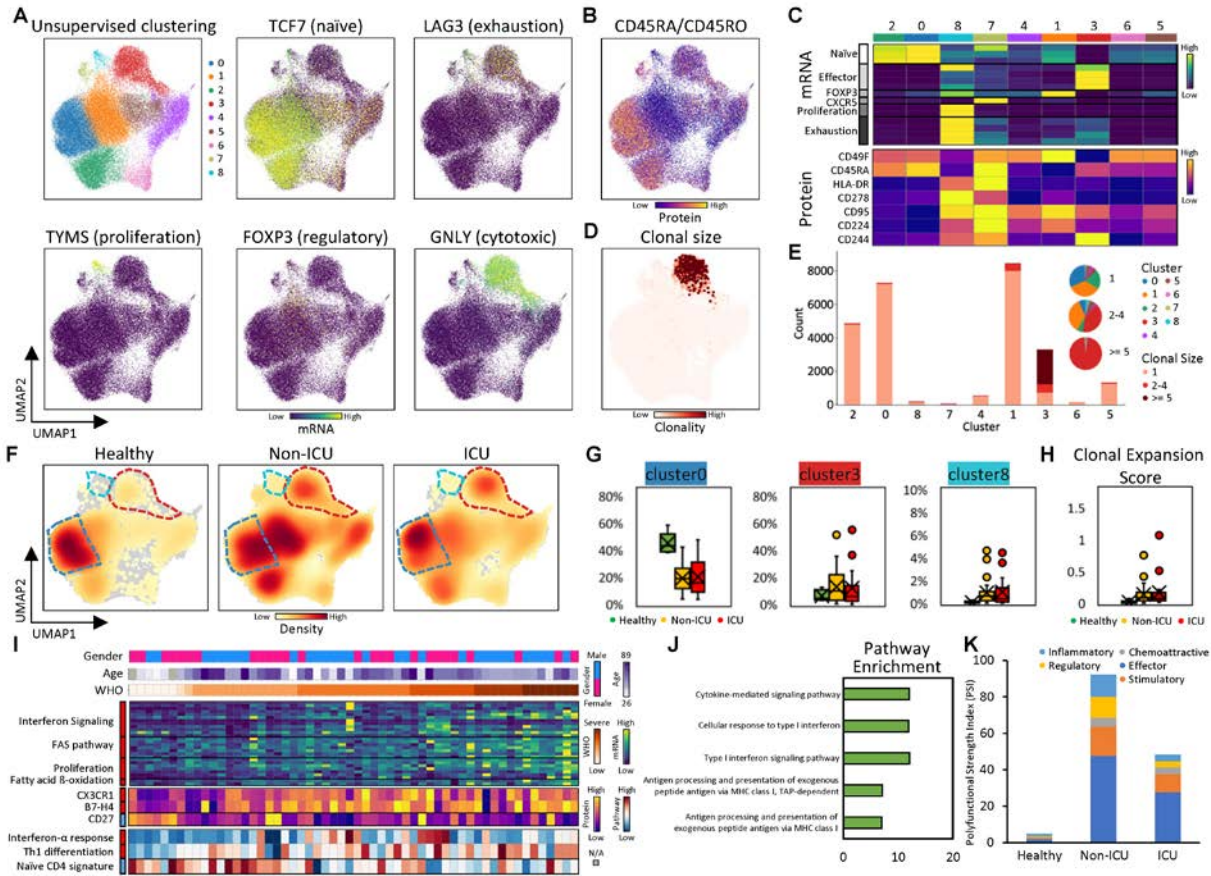 A
Unsupervised clustering
0
1
2
3
4
5
6
7
8
TCF7 (naïve)
LAG3 (exhaustion)
TYMS (proliferation)
FOXP3 (regulatory)
GNLY (cytotoxic)
UMAP2
UMAP1
Low High
mRNA
B
CD45RA/CD45RO
Low High
Protein
D
Clonal size
Low High
Clonality
C
2 0 8 7 4 1 3 6 5
mRNA
Naïve
Effector
FOXP3
CXCR5
Proliferation
Exhaustion
High
Low
Protein
CD49F
CD45RA
HLA-DR
CD278
CD95
CD224
CD244
High
Low
E
Count
8000
6000
4000
2000
0
2 0 8 7 4 1 3 6 5
Cluster
1
2-4
>= 5
Cluster
0 5
1 6
2 7
3 8
4
Clonal Size
1
2-4
>= 5
F
Healthy Non-ICU ICU
UMAP2
UMAP1
Low High
Density
G
cluster0
80%
60%
40%
20%
0%
cluster3
80%
60%
40%
20%
0%
cluster8
10%
8%
6%
4%
2%
0%
Healthy Non-ICU ICU
H
Clonal Expansion
Score
1.5
1
0.5
0
Healthy Non-ICU ICU
I
Gender
Age
WHO
Interferon Signaling
FAS pathway
Proliferation
Fatty acid ß-oxidation
CX3CR1
B7-H4
CD27
Interferon-α response
Th1 differentiation
Naïve CD4 signature
Male
Gender
Female
89
Age
26
Severe
WHO
Low
High
mRNA
Low
High
Protein
Low
High
Pathway
Low
N/A
J
Pathway
Enrichment
Cytokine-mediated signaling pathway
Cellular response to type I interferon
Type I interferon signaling pathway
Antigen processing and presentation of exogenous
peptide antigen via MHC class I, TAP-dependent
Antigen processing and presentation of
exogenous peptide antigen via MHC class I
0 10 20
K
Polyfunctional Strength Index (PSI)
100
80
60
40
20
0
Inflammatory Chemoattractive
Regulatory Effector
Stimulatory
Healthy Non-ICU ICU